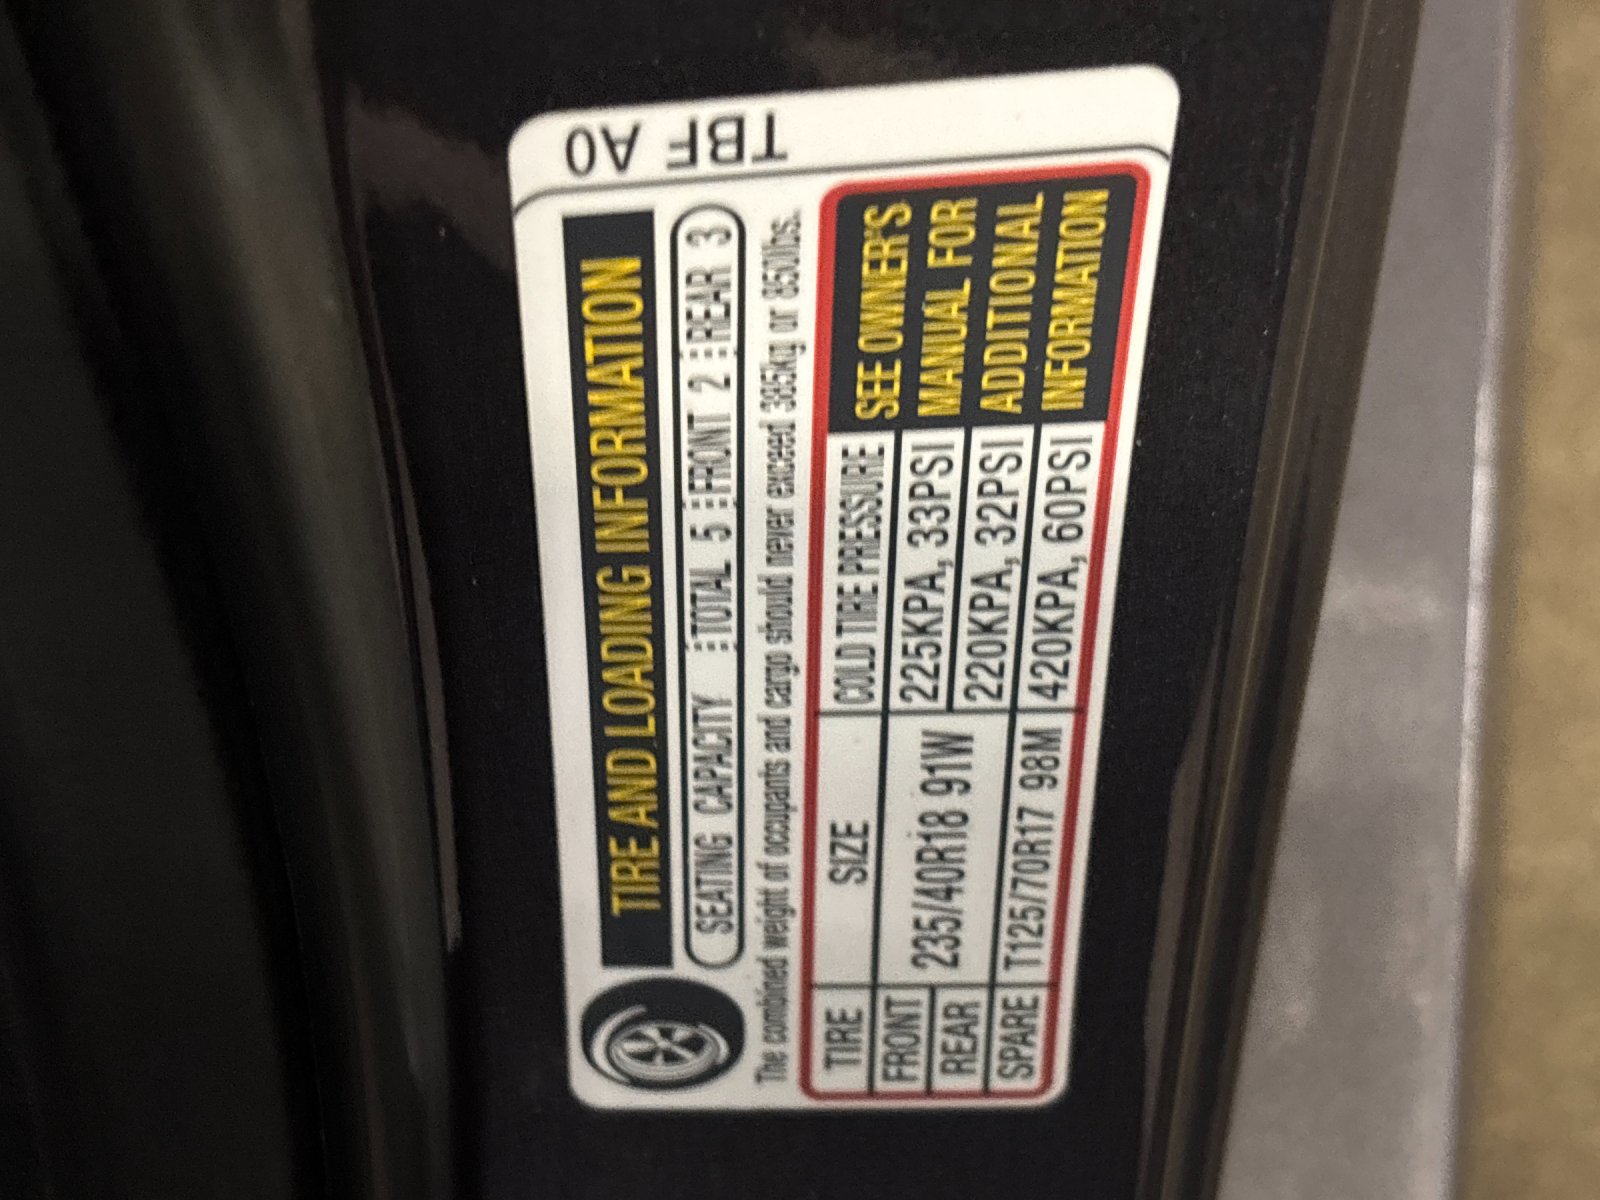 TIRE AND LOADING INFORMATION
SEATING CAPACITY TOTAL 5 FRONT 2 REAR 3
The combined weight of occupants and cargo should never exceed 385kg or 850lbs.
TIRE SIZE COLD TIRE PRESSURE
FRONT 235/40R18 91W 225KPA, 33PSI
REAR 220KPA, 32PSI
SPARE T125/70R17 98M 420KPA, 60PSI
SEE OWNER'S
MANUAL FOR
ADDITIONAL
INFORMATION
TBF A0